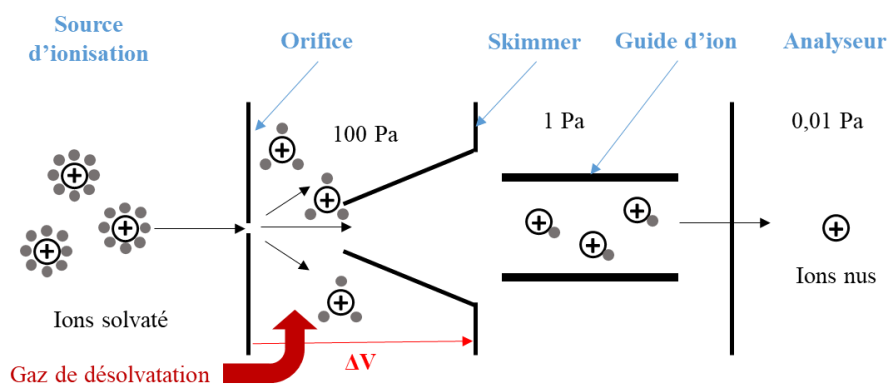 Source
d'ionisation
Orifice
Skimmer
Guide d'ion
Analyseur
100 Pa
1 Pa
0,01 Pa
Ions solvaté
Ions nus
ΔV
Gaz de désolvatation